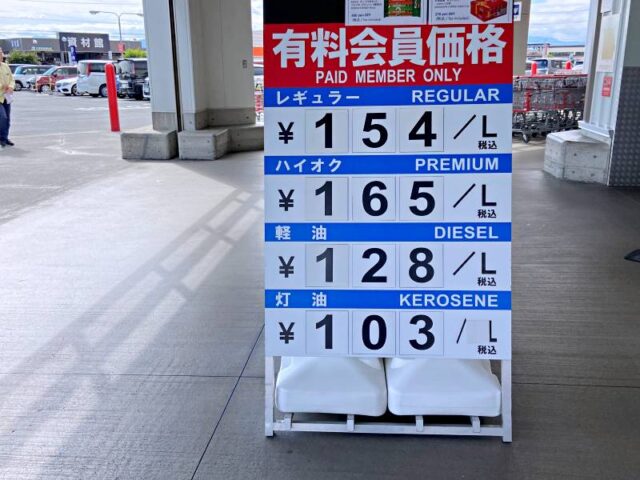 有料会員価格
PAID MEMBER ONLY
レギュラー REGULAR
¥154/L
税込
ハイオク PREMIUM
¥165/L
税込
軽 油 DIESEL
¥128/L
税込
灯 油 KEROSENE
¥103/L
税込